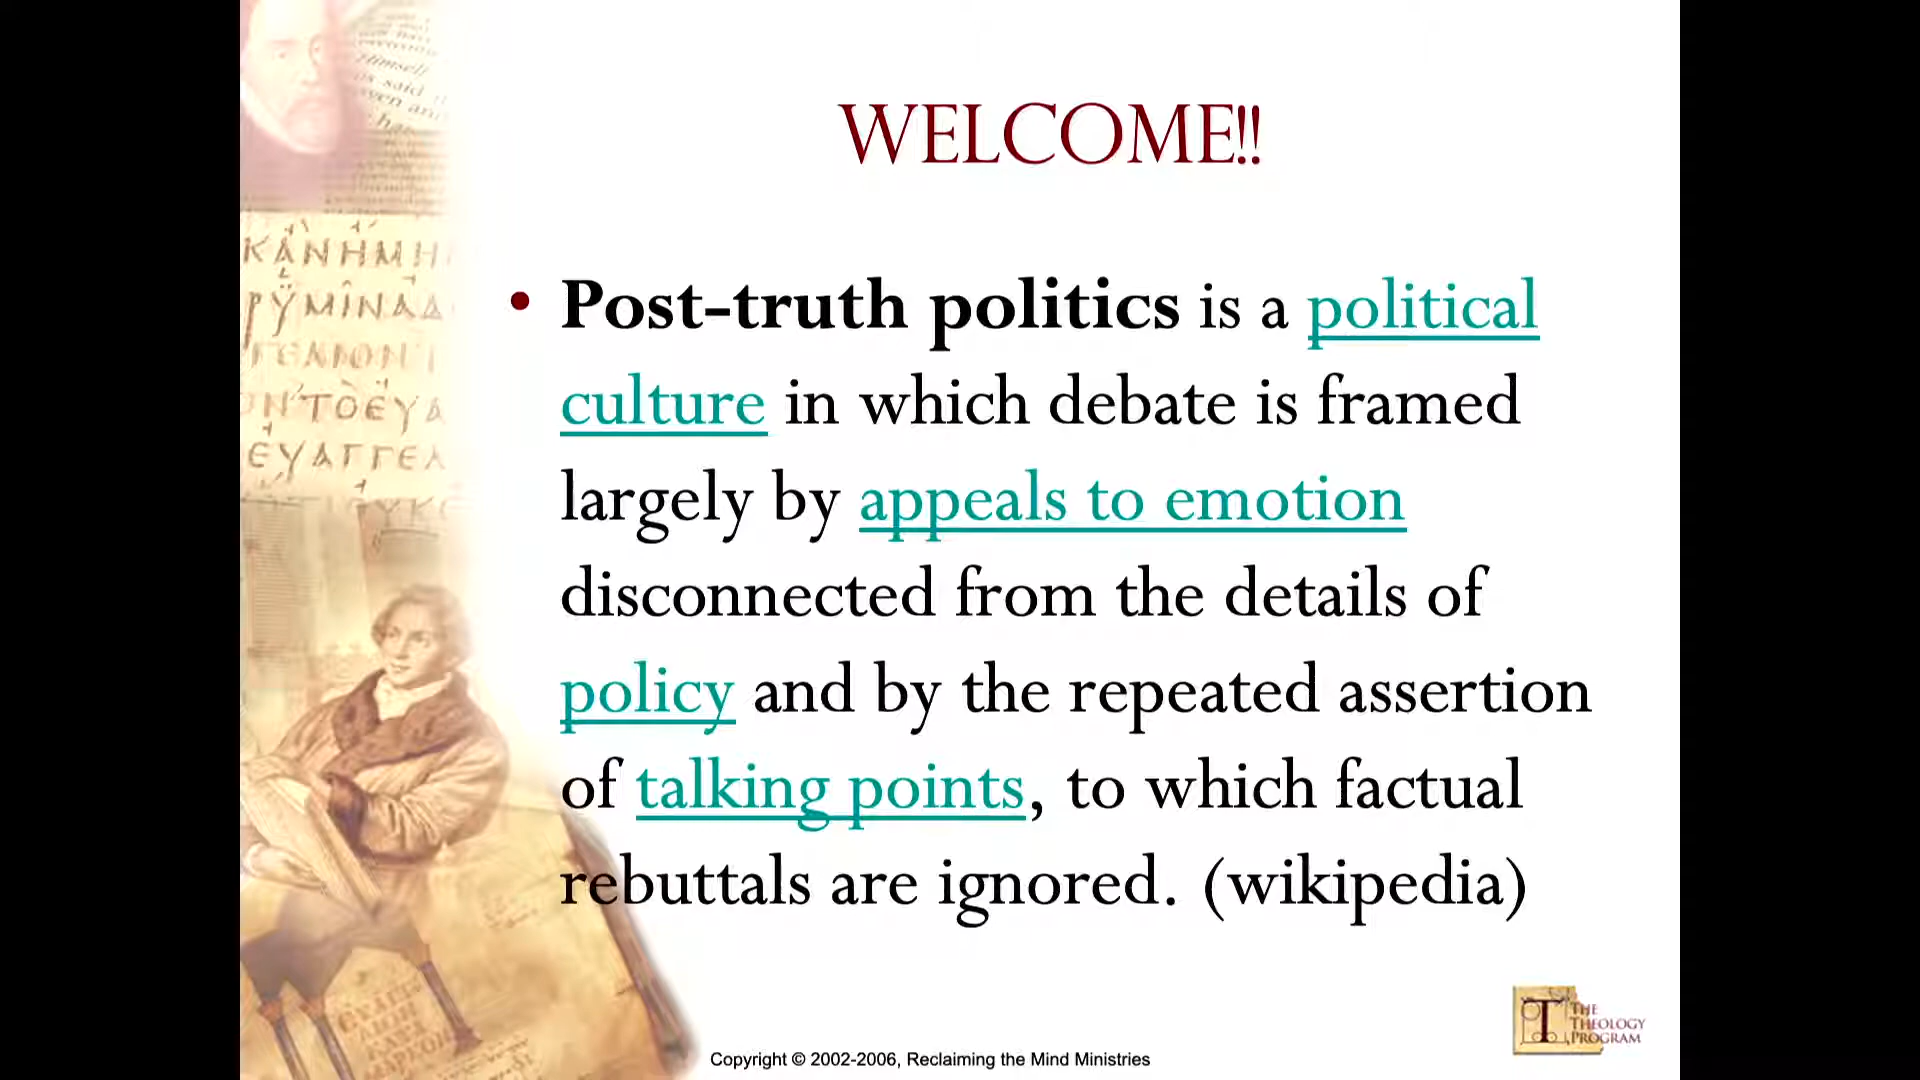 WELCOME!!
• Post-truth politics is a political
culture in which debate is framed
largely by appeals to emotion
disconnected from the details of
policy and by the repeated assertion
of talking points, to which factual
rebuttals are ignored. (wikipedia)
THE
THEOLOGY
PROGRAM
Copyright © 2002-2006, Reclaiming the Mind Ministries